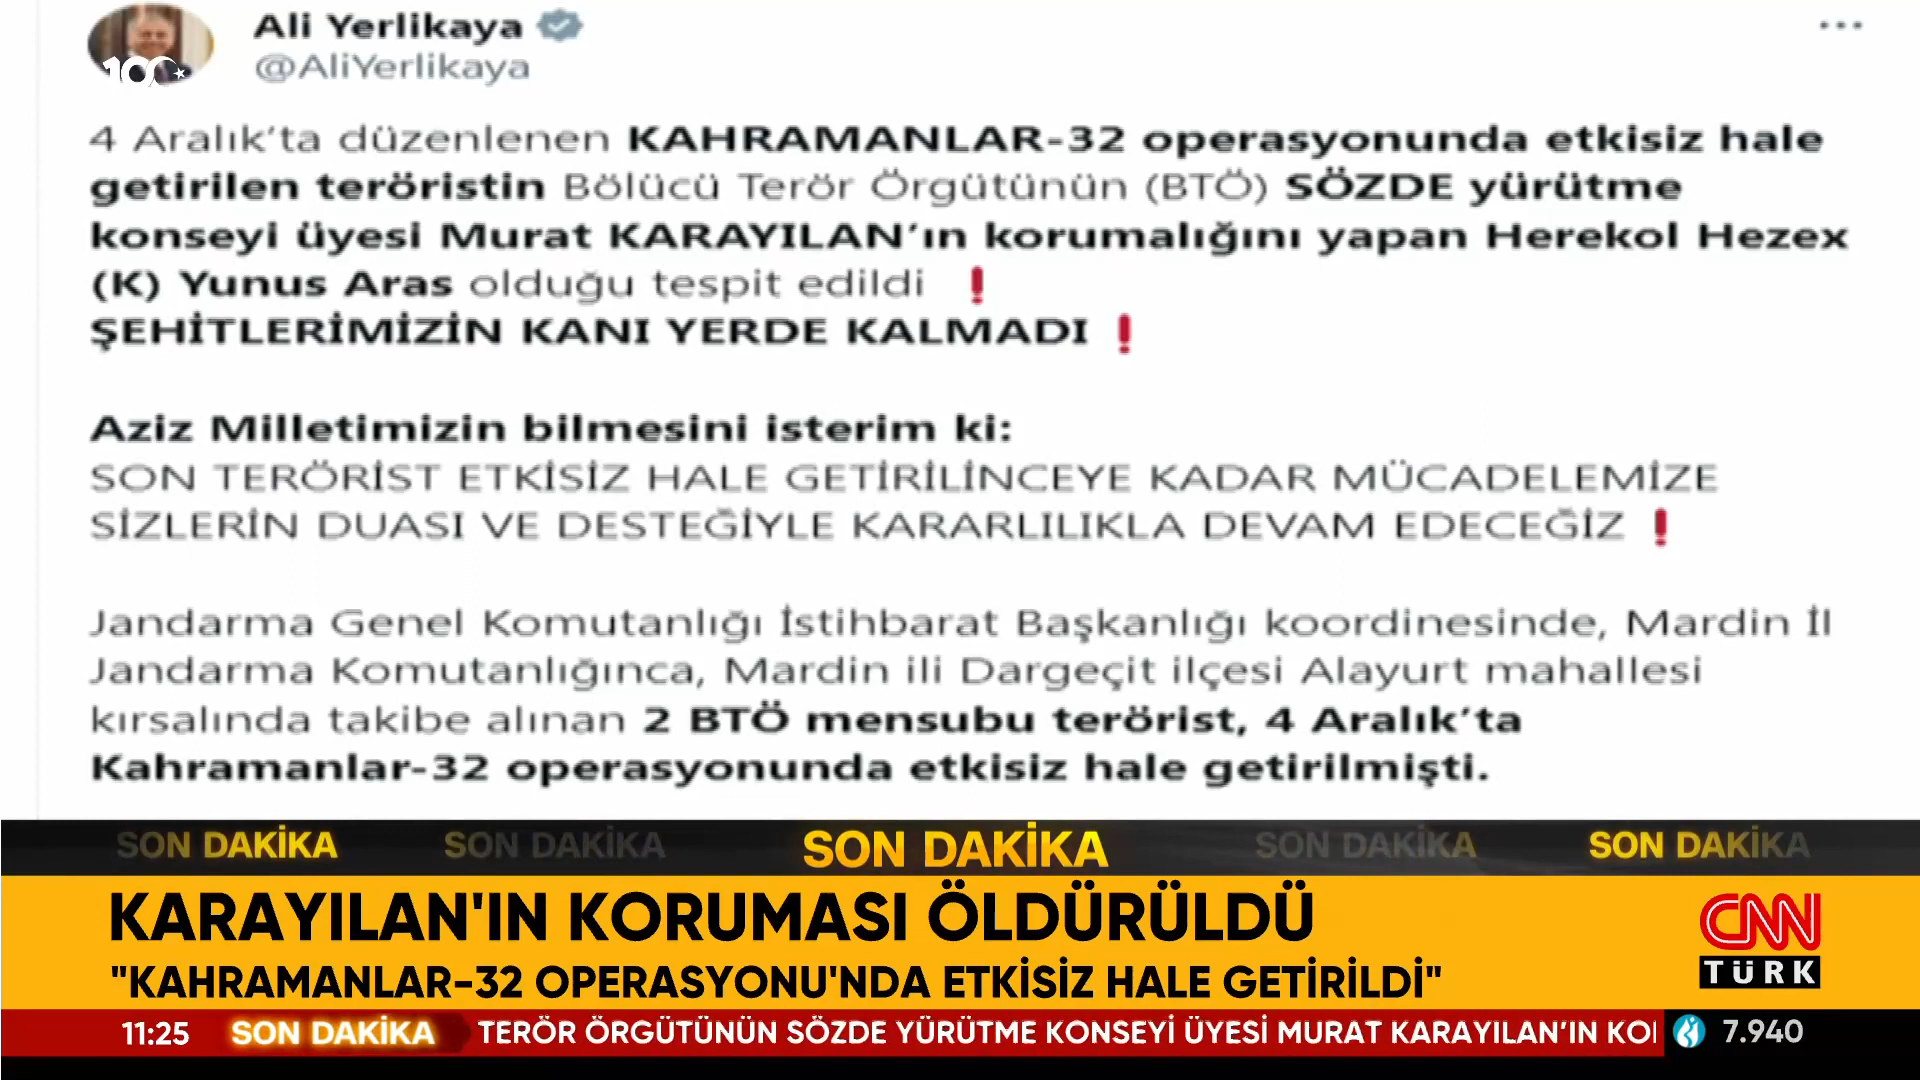 Ali Yerlikaya
@AliYerlikaya
100
4 Aralık’ta düzenlenen KAHRAMANLAR-32 operasyonunda etkisiz hale
getirilen teröristin Bölücü Terör Örgütünün (BTÖ) SÖZDE yürütme
konseyi üyesi Murat KARAYILAN’ın korumalığını yapan Herekol Hezex
(K) Yunus Aras olduğu tespit edildi ❗
ŞEHİTLERİMİZİN KANI YERDE KALMADI ❗
Aziz Milletimizin bilmesini isterim ki:
SON TERÖRİST ETKİSİZ HALE GETİRİLİNCEYE KADAR MÜCADELEMİZE
SİZLERİN DUASI VE DESTEĞİYLE KARARLILIKLA DEVAM EDECEĞİZ ❗
Jandarma Genel Komutanlığı İstihbarat Başkanlığı koordinesinde, Mardin İl
Jandarma Komutanlığınca, Mardin ili Dargeçit ilçesi Alayurt mahallesi
kırsalında takibe alınan 2 BTÖ mensubu terörist, 4 Aralık’ta
Kahramanlar-32 operasyonunda etkisiz hale getirilmişti.
SON DAKİKA SON DAKİKA SON DAKİKA SON DAKİKA SON DAKİKA
KARAYILAN'IN KORUMASI ÖLDÜRÜLDÜ
"KAHRAMANLAR-32 OPERASYONU'NDA ETKİSİZ HALE GETİRİLDİ"
CNN
TÜRK
11:25 SON DAKİKA TERÖR ÖRGÜTÜNÜN SÖZDE YÜRÜTME KONSEYİ ÜYESİ MURAT KARAYILAN’IN KO 7.940